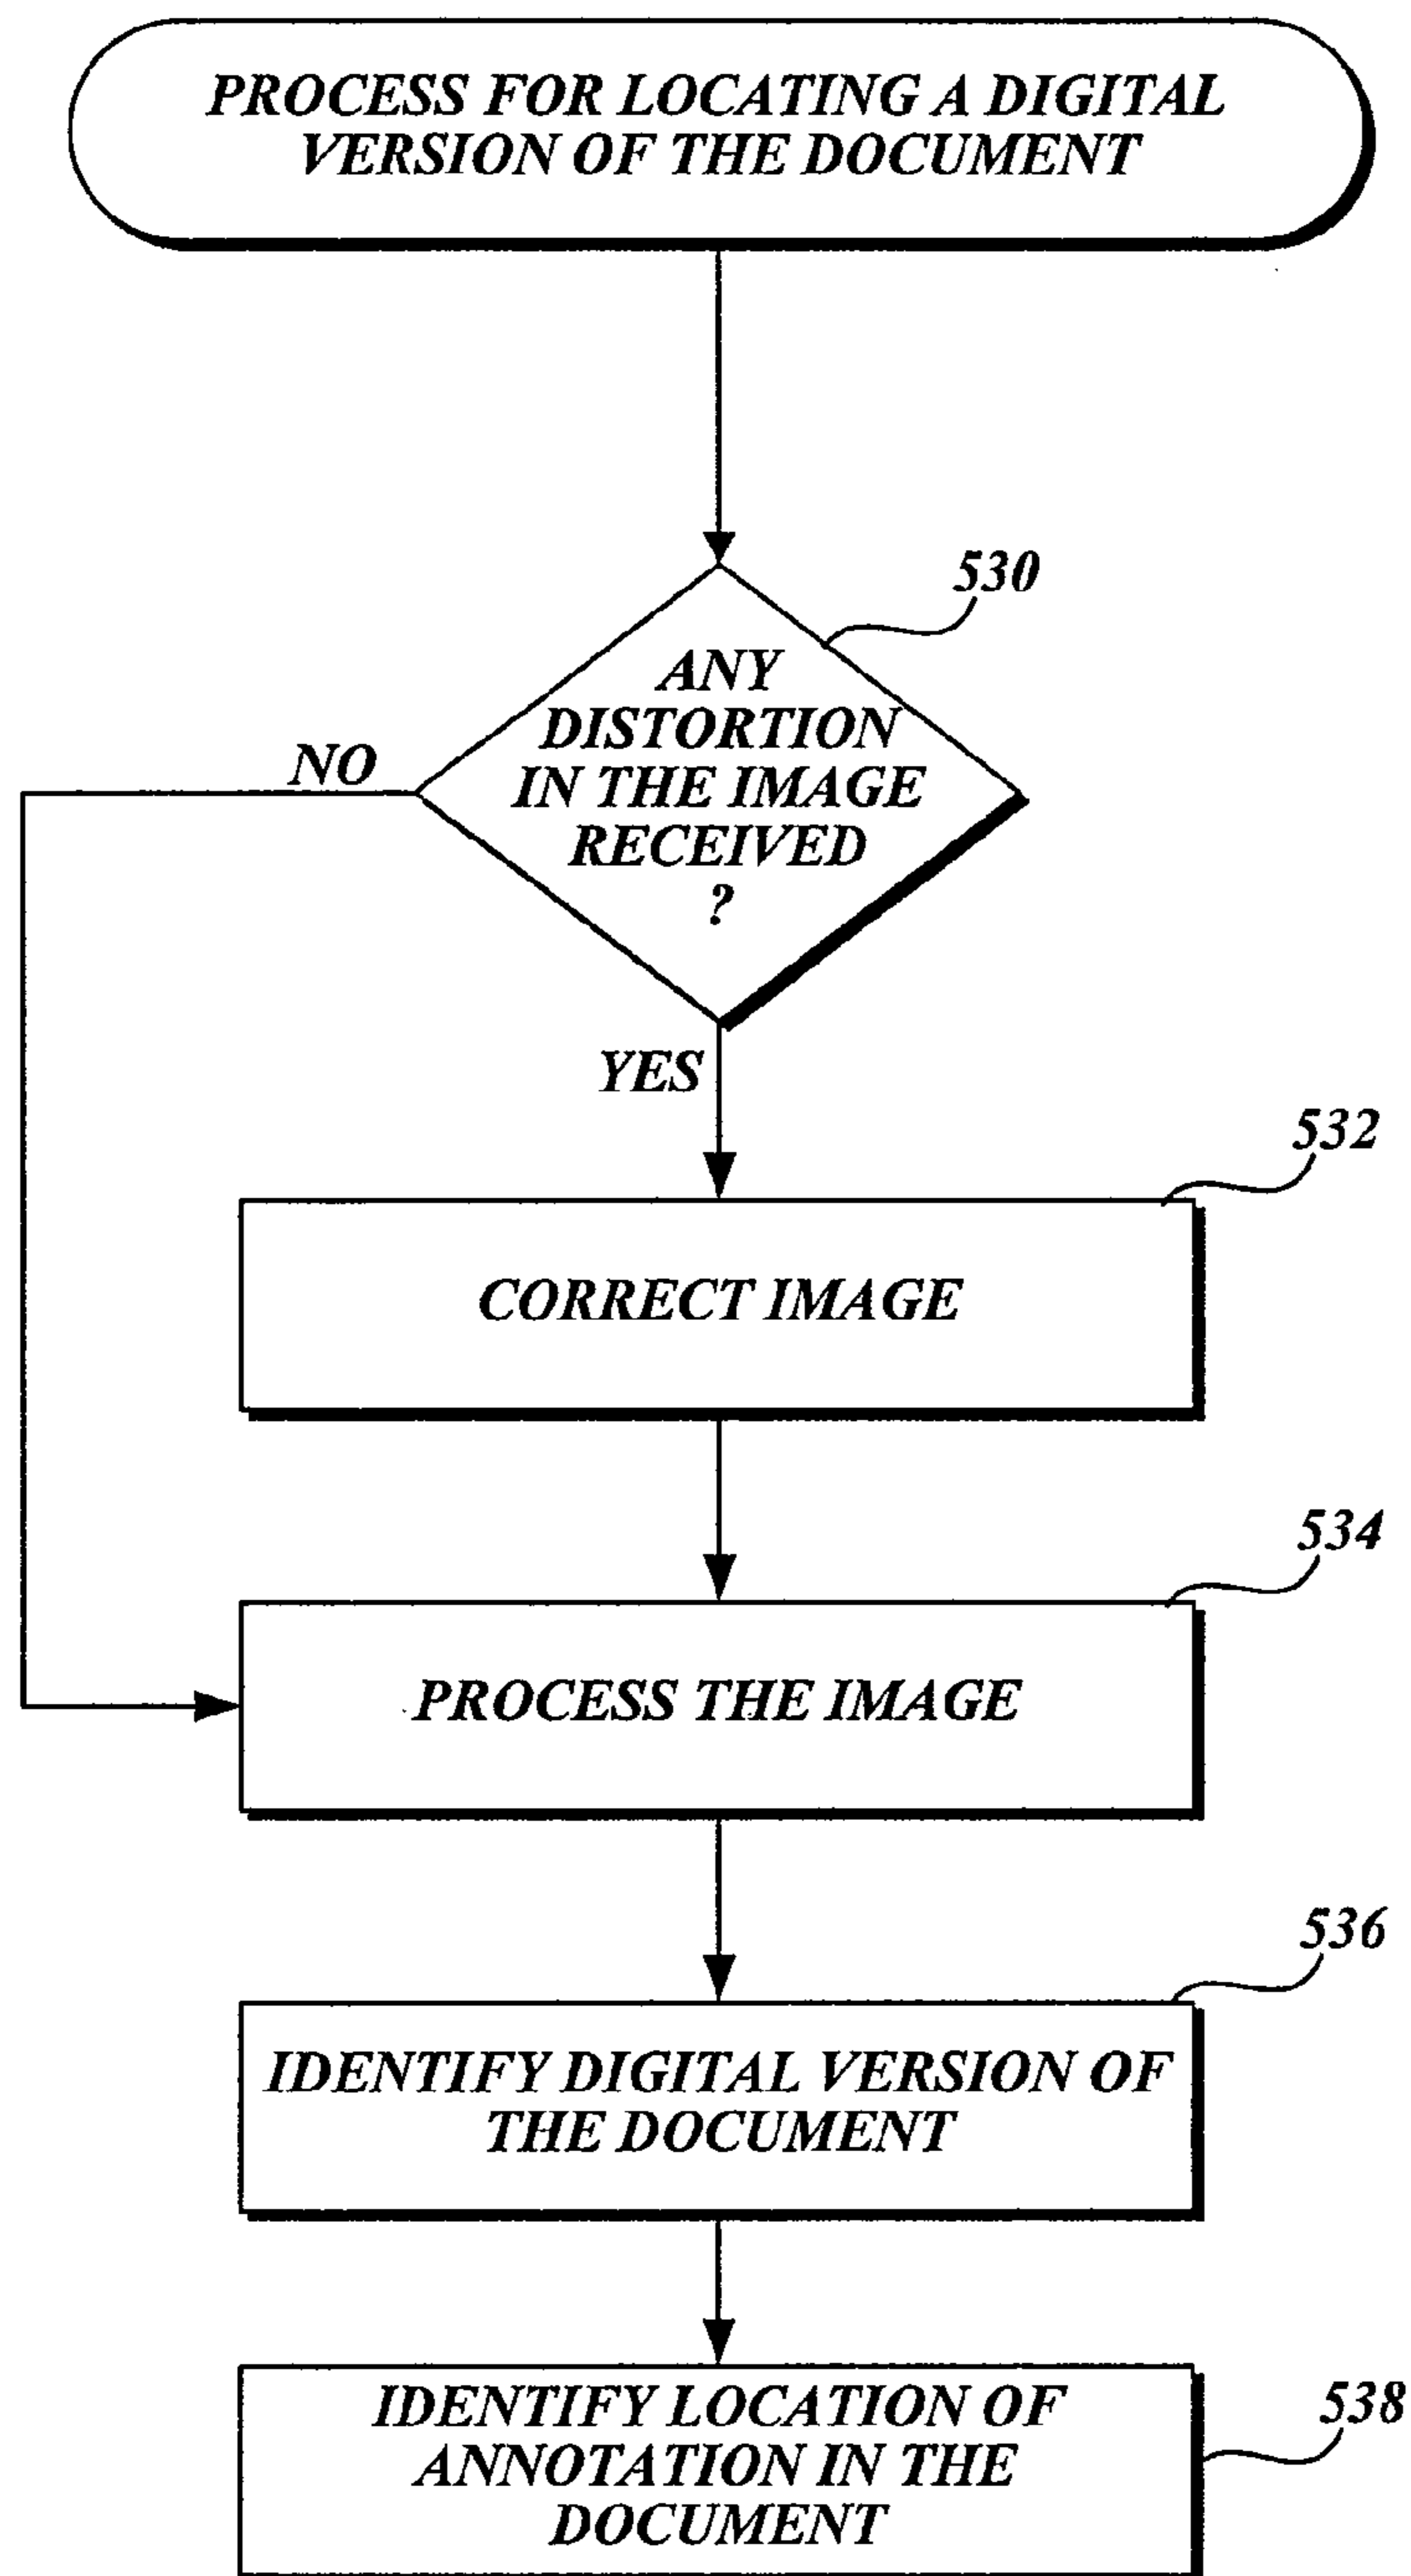 PROCESS FOR LOCATING A DIGITAL
VERSION OF THE DOCUMENT
530
ANY
DISTORTION
IN THE IMAGE
RECEIVED
?
NO
YES
532
CORRECT IMAGE
534
PROCESS THE IMAGE
536
IDENTIFY DIGITAL VERSION OF
THE DOCUMENT
538
IDENTIFY LOCATION OF
ANNOTATION IN THE
DOCUMENT